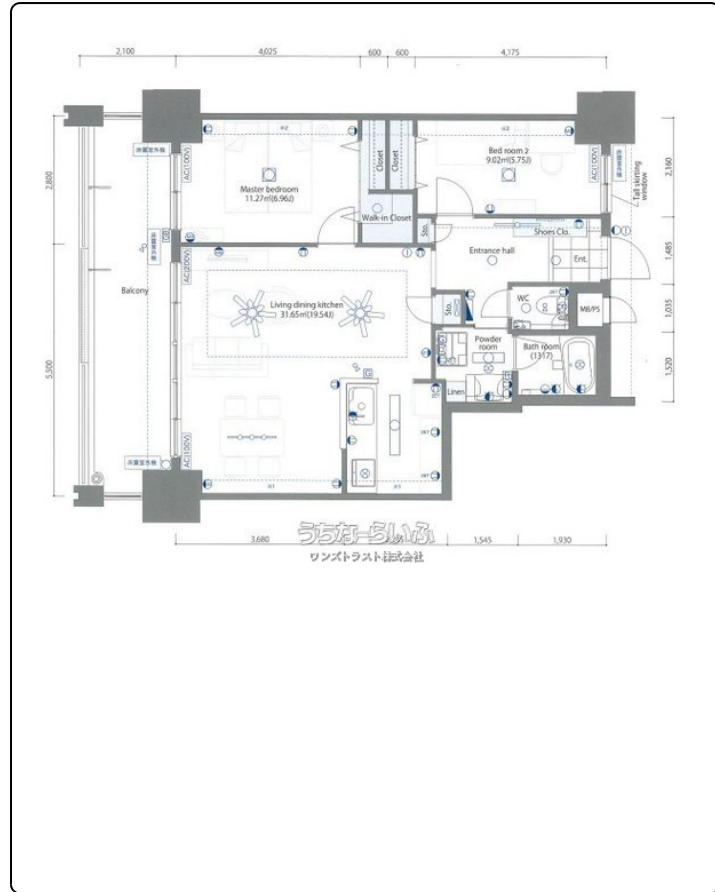 2,100
4,025
600
600
4,175
2,800
5,500
2,160
1,485
1,035
1,520
AC(100V)
Master bedroom
11.27㎡(6.96J)
Closet
Closet
Walk-in Closet
Bed room 2
9.02㎡(5.75J)
AC(100V)
Tall skirting
window
Sto.
Shoes Clo.
Entrance hall
Ent.
Balcony
AC(200V)
Living dining kitchen
31.65㎡(19.54J)
Sto.
WC
MB/PS
Powder
room
Bath room
(1317)
Linen
AC(100V)
うちなーらいふ
ワンズトラスト株式会社
3,680
1,545
1,930